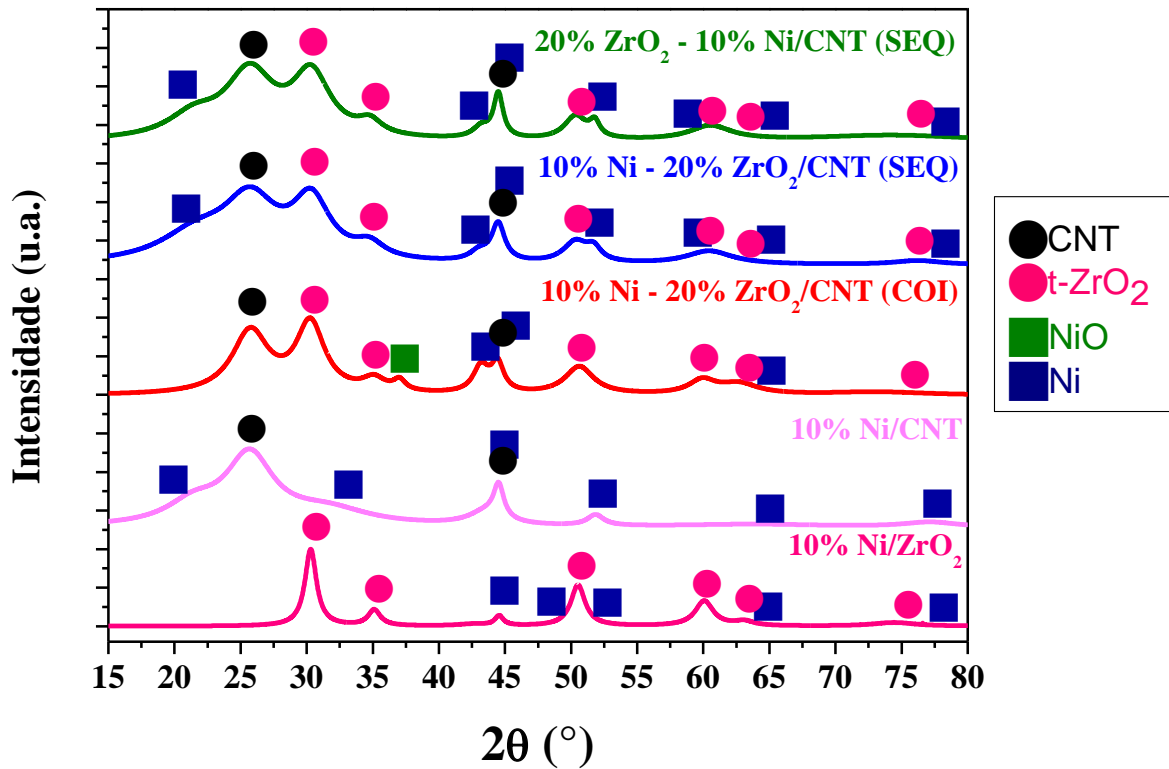 20% ZrO₂ - 10% Ni/CNT (SEQ)
10% Ni - 20% ZrO₂/CNT (SEQ)
10% Ni - 20% ZrO₂/CNT (COI)
10% Ni/CNT
10% Ni/ZrO₂
Intensidade (u.a.)
15 20 25 30 35 40 45 50 55 60 65 70 75 80
2θ (°)
CNT
t-ZrO₂
NiO
Ni